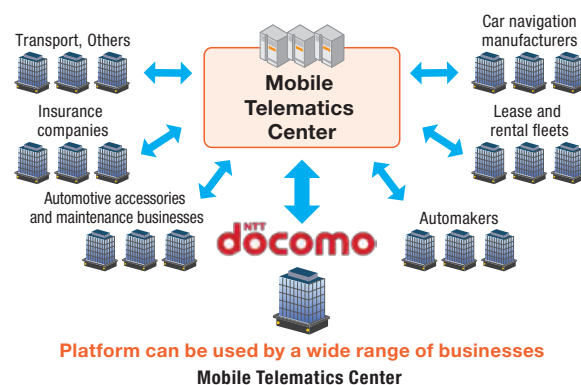 Transport, Others
Insurance
companies
Automotive accessories
and maintenance businesses
Mobile
Telematics
Center
Car navigation
manufacturers
Lease and
rental fleets
Automakers
NTT
döcomo
Platform can be used by a wide range of businesses
Mobile Telematics Center